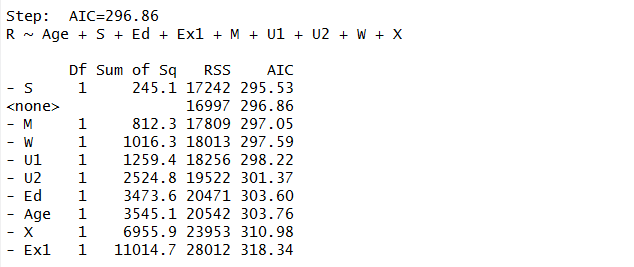 Step:  AIC=296.86
R ~ Age + S + Ed + Ex1 + M + U1 + U2 + W + X
       Df Sum of Sq   RSS    AIC
- S     1     245.1 17242 295.53
<none>              16997 296.86
- M     1     812.3 17809 297.05
- W     1    1016.3 18013 297.59
- U1    1    1259.4 18256 298.22
- U2    1    2524.8 19522 301.37
- Ed    1    3473.6 20471 303.60
- Age   1    3545.1 20542 303.76
- X     1    6955.9 23953 310.98
- Ex1   1   11014.7 28012 318.34